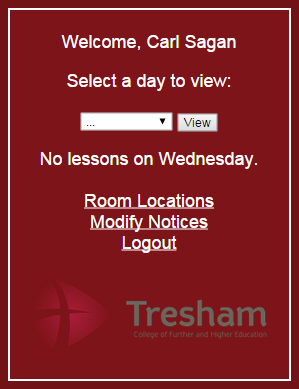 Welcome, Carl Sagan
Select a day to view:
...
View
No lessons on Wednesday.
Room Locations
Modify Notices
Logout
Tresham
College of Further and Higher Education